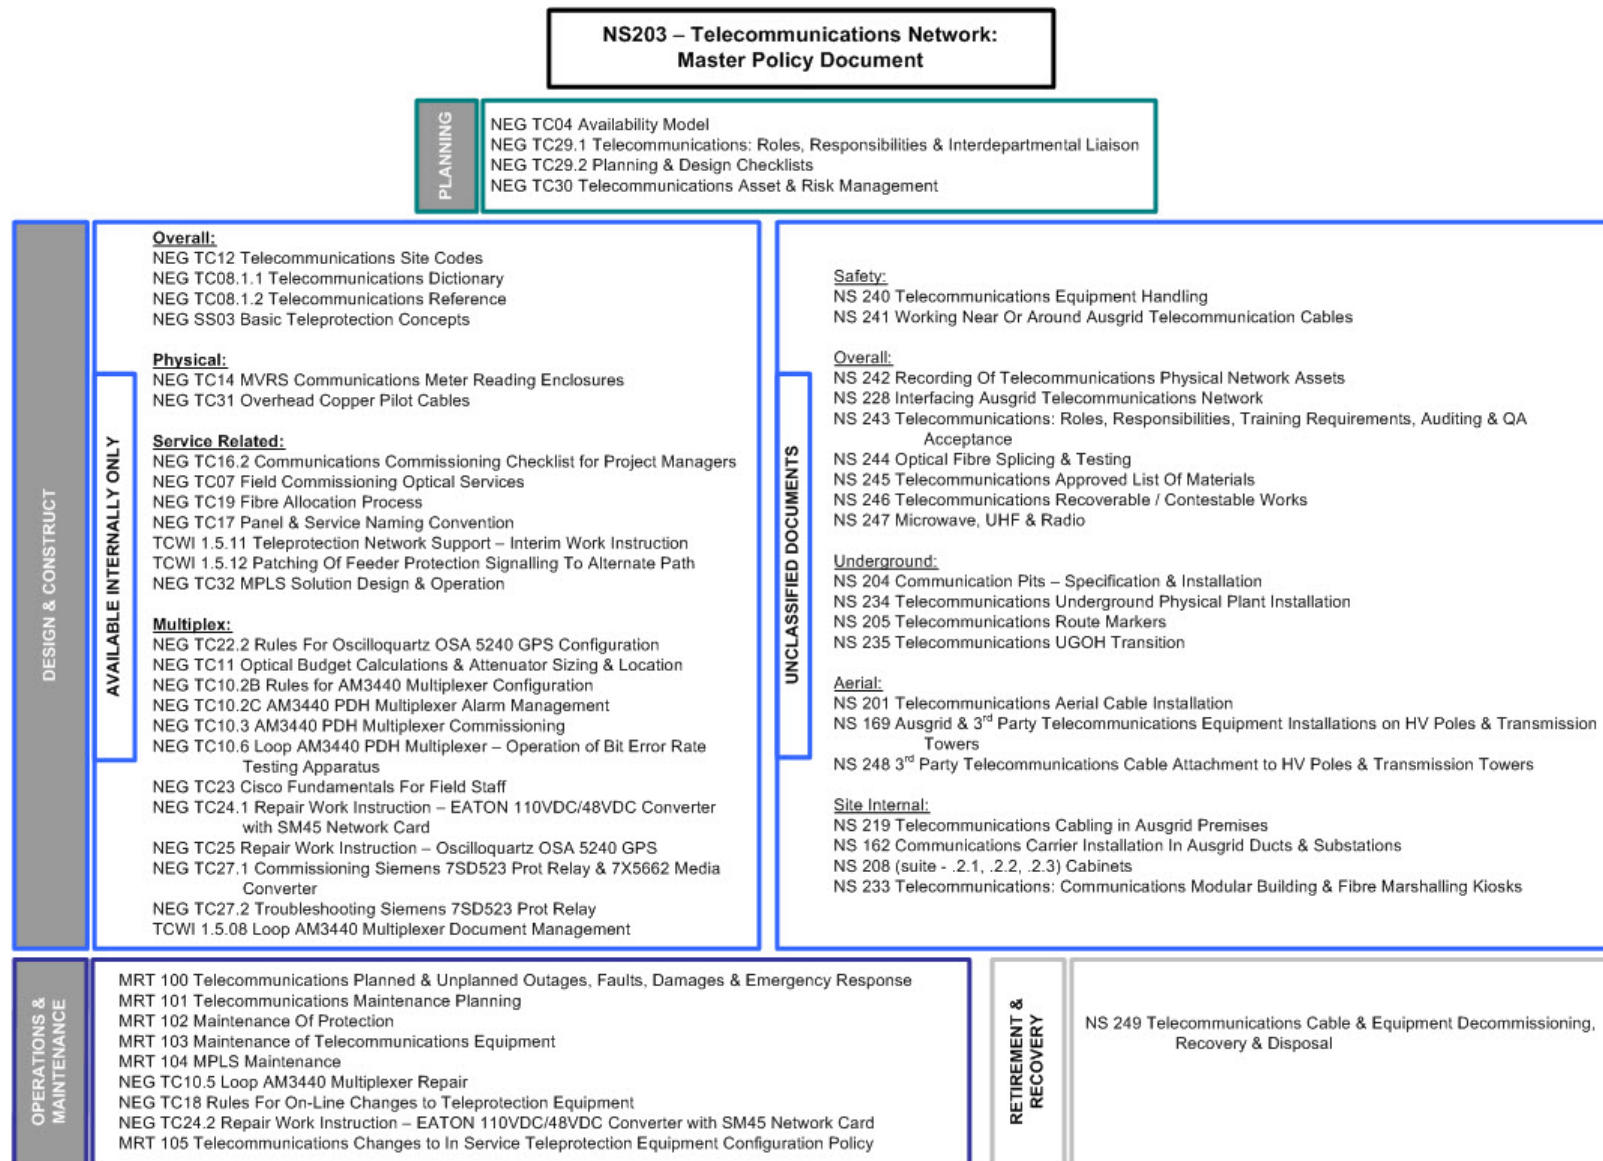 NS203 – Telecommunications Network:
Master Policy Document
PLANNING
NEG TC04 Availability Model
NEG TC29.1 Telecommunications: Roles, Responsibilities & Interdepartmental Liaison
NEG TC29.2 Planning & Design Checklists
NEG TC30 Telecommunications Asset & Risk Management
DESIGN & CONSTRUCT
AVAILABLE INTERNALLY ONLY
Overall:
NEG TC12 Telecommunications Site Codes
NEG TC08.1.1 Telecommunications Dictionary
NEG TC08.1.2 Telecommunications Reference
NEG SS03 Basic Teleprotection Concepts
Physical:
NEG TC14 MVRS Communications Meter Reading Enclosures
NEG TC31 Overhead Copper Pilot Cables
Service Related:
NEG TC16.2 Communications Commissioning Checklist for Project Managers
NEG TC07 Field Commissioning Optical Services
NEG TC19 Fibre Allocation Process
NEG TC17 Panel & Service Naming Convention
TCWI 1.5.11 Teleprotection Network Support – Interim Work Instruction
TCWI 1.5.12 Patching Of Feeder Protection Signalling To Alternate Path
NEG TC32 MPLS Solution Design & Operation
Multiplex:
NEG TC22.2 Rules For Oscilloquartz OSA 5240 GPS Configuration
NEG TC11 Optical Budget Calculations & Attenuator Sizing & Location
NEG TC10.2B Rules for AM3440 Multiplexer Configuration
NEG TC10.2C AM3440 PDH Multiplexer Alarm Management
NEG TC10.3 AM3440 PDH Multiplexer Commissioning
NEG TC10.6 Loop AM3440 PDH Multiplexer – Operation of Bit Error Rate
Testing Apparatus
NEG TC23 Cisco Fundamentals For Field Staff
NEG TC24.1 Repair Work Instruction – EATON 110VDC/48VDC Converter
with SM45 Network Card
NEG TC25 Repair Work Instruction – Oscilloquartz OSA 5240 GPS
NEG TC27.1 Commissioning Siemens 7SD523 Prot Relay & 7X5662 Media
Converter
NEG TC27.2 Troubleshooting Siemens 7SD523 Prot Relay
TCWI 1.5.08 Loop AM3440 Multiplexer Document Management
UNCLASSIFIED DOCUMENTS
Safety:
NS 240 Telecommunications Equipment Handling
NS 241 Working Near Or Around Ausgrid Telecommunication Cables
Overall:
NS 242 Recording Of Telecommunications Physical Network Assets
NS 228 Interfacing Ausgrid Telecommunications Network
NS 243 Telecommunications: Roles, Responsibilities, Training Requirements, Auditing & QA
Acceptance
NS 244 Optical Fibre Splicing & Testing
NS 245 Telecommunications Approved List Of Materials
NS 246 Telecommunications Recoverable / Contestable Works
NS 247 Microwave, UHF & Radio
Underground:
NS 204 Communication Pits – Specification & Installation
NS 234 Telecommunications Underground Physical Plant Installation
NS 205 Telecommunications Route Markers
NS 235 Telecommunications UGOH Transition
Aerial:
NS 201 Telecommunications Aerial Cable Installation
NS 169 Ausgrid & 3rd Party Telecommunications Equipment Installations on HV Poles & Transmission
Towers
NS 248 3rd Party Telecommunications Cable Attachment to HV Poles & Transmission Towers
Site Internal:
NS 219 Telecommunications Cabling in Ausgrid Premises
NS 162 Communications Carrier Installation In Ausgrid Ducts & Substations
NS 208 (suite - .2.1, .2.2, .2.3) Cabinets
NS 233 Telecommunications: Communications Modular Building & Fibre Marshalling Kiosks
OPERATIONS &
MAINTENANCE
MRT 100 Telecommunications Planned & Unplanned Outages, Faults, Damages & Emergency Response
MRT 101 Telecommunications Maintenance Planning
MRT 102 Maintenance Of Protection
MRT 103 Maintenance of Telecommunications Equipment
MRT 104 MPLS Maintenance
NEG TC10.5 Loop AM3440 Multiplexer Repair
NEG TC18 Rules For On-Line Changes to Teleprotection Equipment
NEG TC24.2 Repair Work Instruction – EATON 110VDC/48VDC Converter with SM45 Network Card
MRT 105 Telecommunications Changes to In Service Teleprotection Equipment Configuration Policy
RETIREMENT &
RECOVERY
NS 249 Telecommunications Cable & Equipment Decommissioning,
Recovery & Disposal